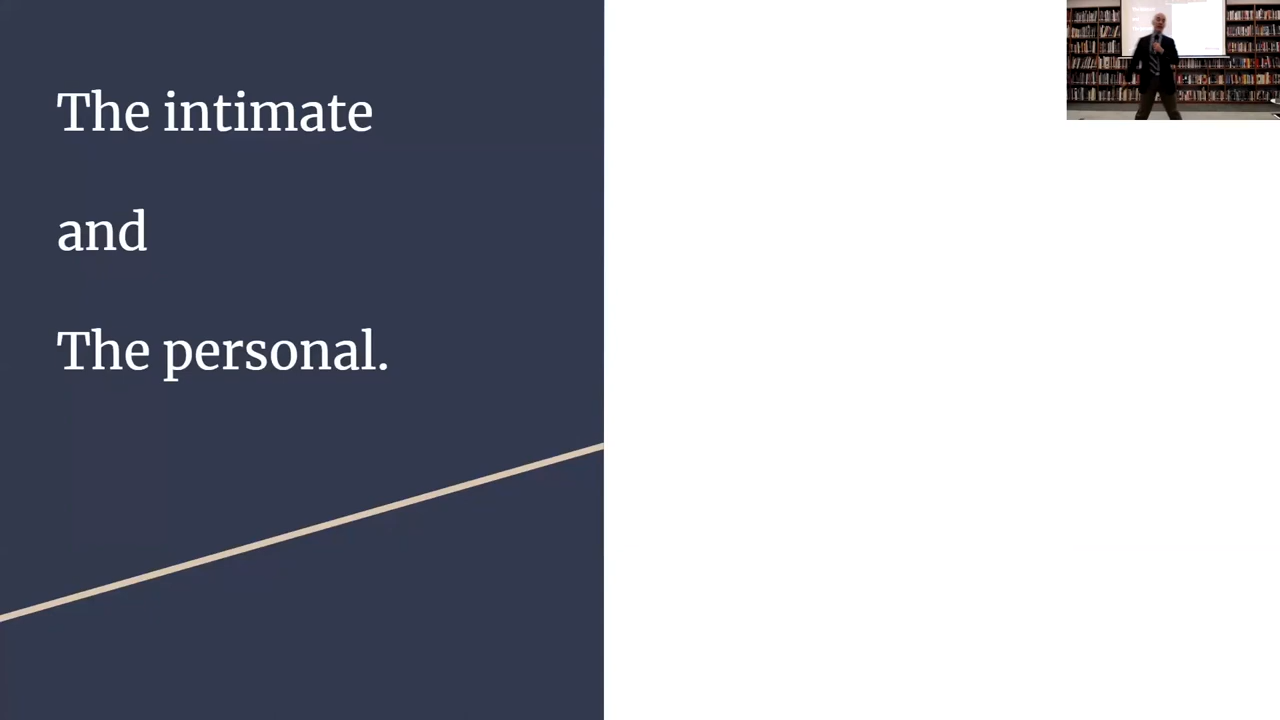 The intimate
and
The personal.